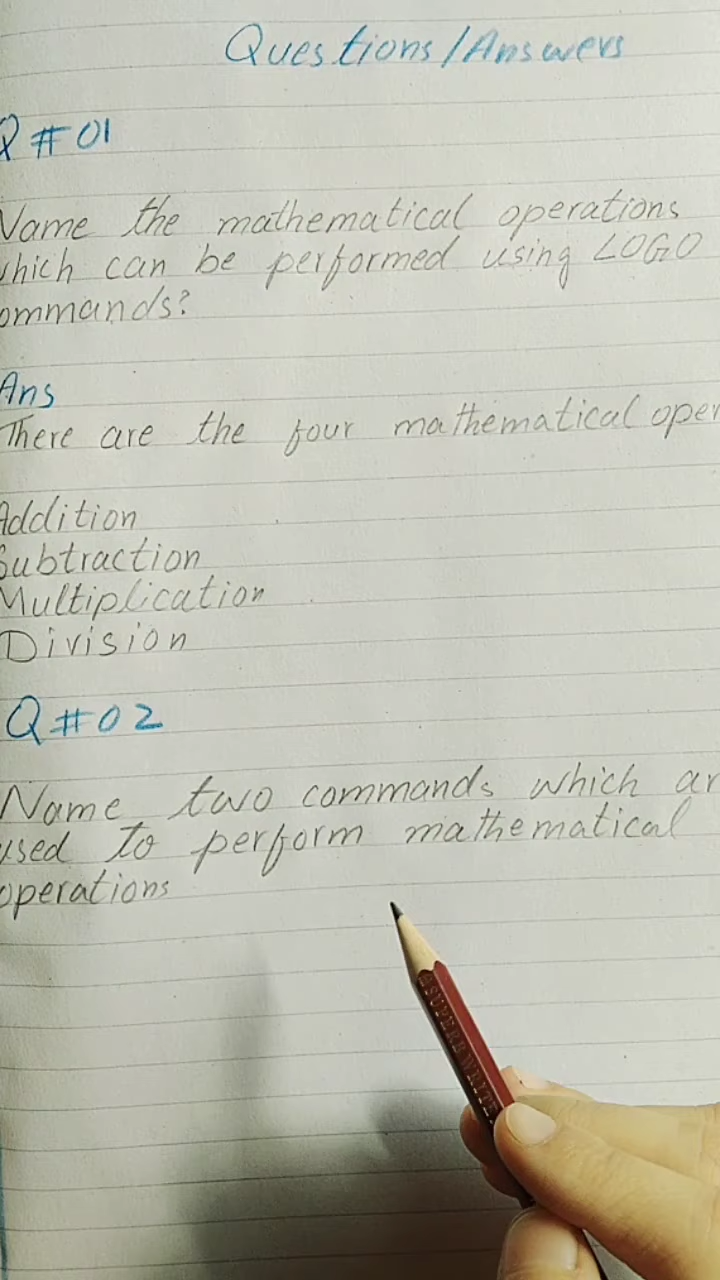 Questions/Answers
Q # 01
Name the mathematical operations
which can be performed using LOGO
ommands?
Ans
There are the four mathematical oper
Addition
Subtraction
Multiplication
Division
Q # 02
Name two commands which ar
used to perform mathematical
operations